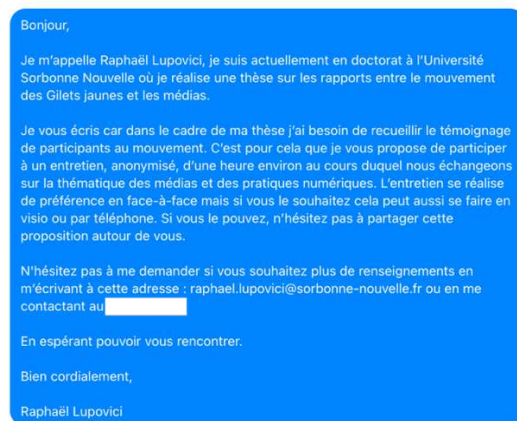 Bonjour,
Je m'appelle Raphaël Lupovici, je suis actuellement en doctorat à l'Université
Sorbonne Nouvelle où je réalise une thèse sur les rapports entre le mouvement
des Gilets jaunes et les médias.
Je vous écris car dans le cadre de ma thèse j'ai besoin de recueillir le témoignage
de participants au mouvement. C'est pour cela que je vous propose de participer
à un entretien, anonymisé, d'une heure environ au cours duquel nous échangeons
sur la thématique des médias et des pratiques numériques. L'entretien se réalise
de préférence en face-à-face mais si vous le souhaitez cela peut aussi se faire en
visio ou par téléphone. Si vous le pouvez, n'hésitez pas à partager cette
proposition autour de vous.
N'hésitez pas à me demander si vous souhaitez plus de renseignements en
m'écrivant à cette adresse : raphael.lupovici@sorbonne-nouvelle.fr ou en me
contactant au
En espérant pouvoir vous rencontrer.
Bien cordialement,
Raphaël Lupovici